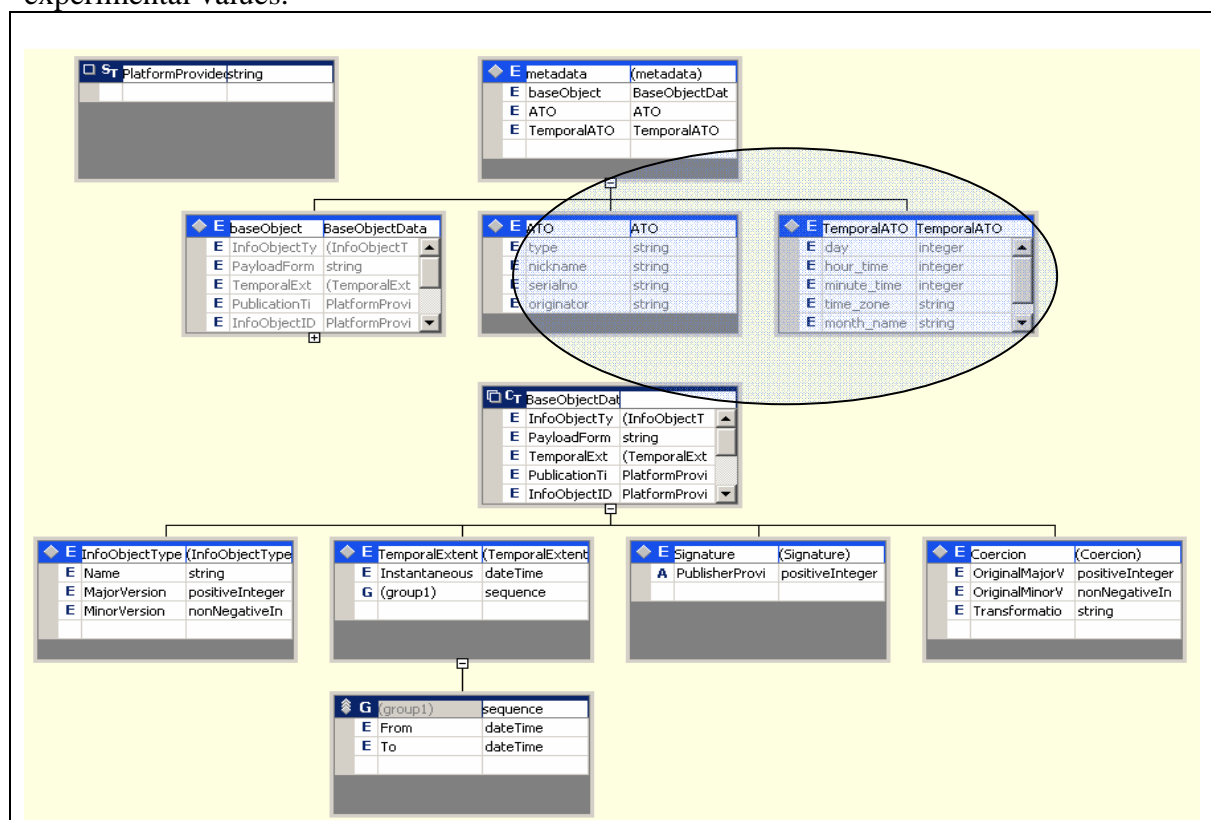 experimental values.
PlatformProvided string
E metadata (metadata)
E baseObject BaseObjectDat
E ATO ATO
E TemporalATO TemporalATO
E baseObject BaseObjectData
E InfoObjectTy (InfoObjectT
E PayloadForm string
E TemporalExt (TemporalExt
E PublicationTi PlatformProvi
E InfoObjectID PlatformProvi
E ATO ATO
E type string
E nickname string
E serialno string
E originator string
E TemporalATO TemporalATO
E day integer
E hour_time integer
E minute_time integer
E time_zone string
E month_name string
CT BaseObjectDat
E InfoObjectTy (InfoObjectT
E PayloadForm string
E TemporalExt (TemporalExt
E PublicationTi PlatformProvi
E InfoObjectID PlatformProvi
E InfoObjectType (InfoObjectType
E Name string
E MajorVersion positiveInteger
E MinorVersion nonNegativeIn
E TemporalExtent (TemporalExtent
E Instantaneous dateTime
G (group1) sequence
E Signature (Signature)
A PublisherProvi positiveInteger
E Coercion (Coercion)
E OriginalMajorV positiveInteger
E OriginalMinorV nonNegativeIn
E Transformatio string
G (group1) sequence
E From dateTime
E To dateTime